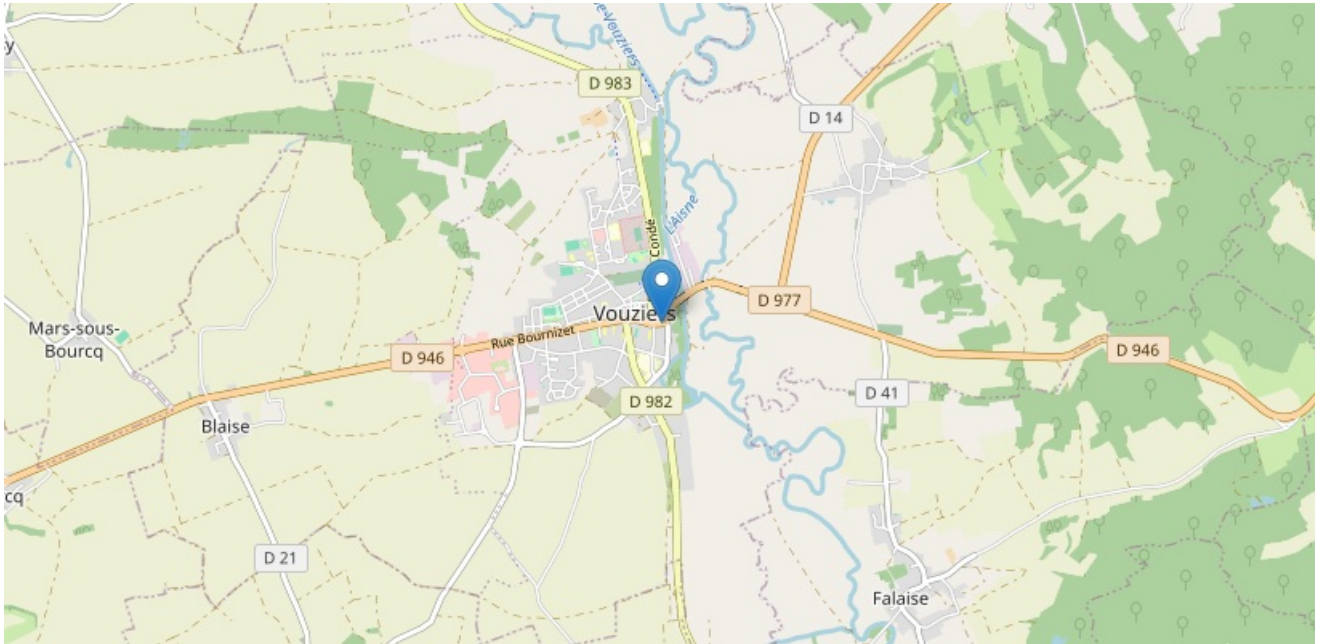 e-Vouziers
D 983
D 14
L'Aisne
Condé
D 977
Vouziers
Mars-sous-
Bourcq
Rue Bournizet
D 946
D 946
D 41
D 982
Blaise
cq
D 21
Falaise